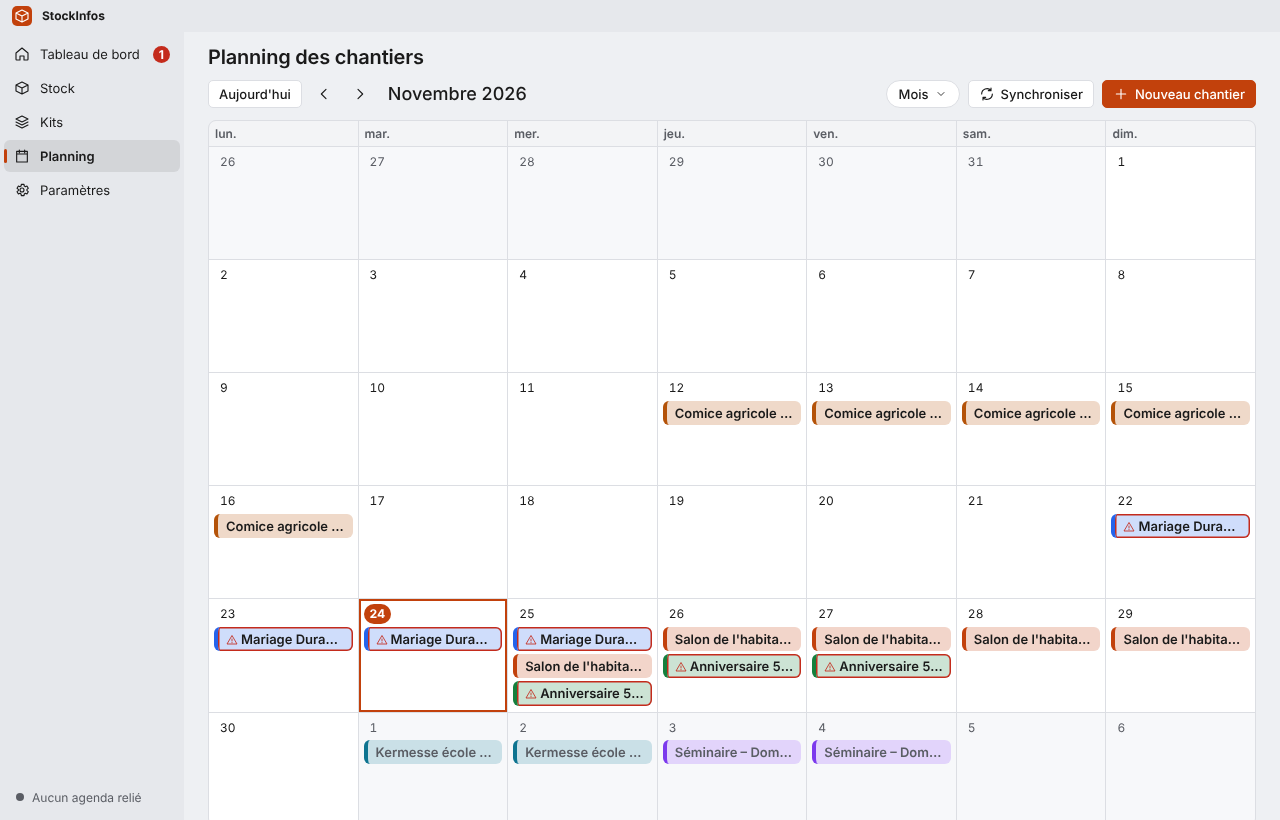 StockInfos
Tableau de bord 1
Stock
Kits
Planning
Paramètres
Aucun agenda relié
Planning des chantiers
Aujourd'hui Novembre 2026 Mois Synchroniser Nouveau chantier
lun. mar. mer. jeu. ven. sam. dim.
26 27 28 29 30 31 1
2 3 4 5 6 7 8
9 10 11 12 13 14 15
Comice agricole ... Comice agricole ... Comice agricole ... Comice agricole ...
16 17 18 19 20 21 22
Comice agricole ... Mariage Dura...
23 24 25 26 27 28 29
Mariage Dura... Mariage Dura... Mariage Dura... Salon de l'habita... Salon de l'habita... Salon de l'habita... Salon de l'habita...
Salon de l'habita... Anniversaire 5... Anniversaire 5...
Anniversaire 5...
30 1 2 3 4 5 6
Kermesse école ... Kermesse école ... Séminaire – Dom... Séminaire – Dom...